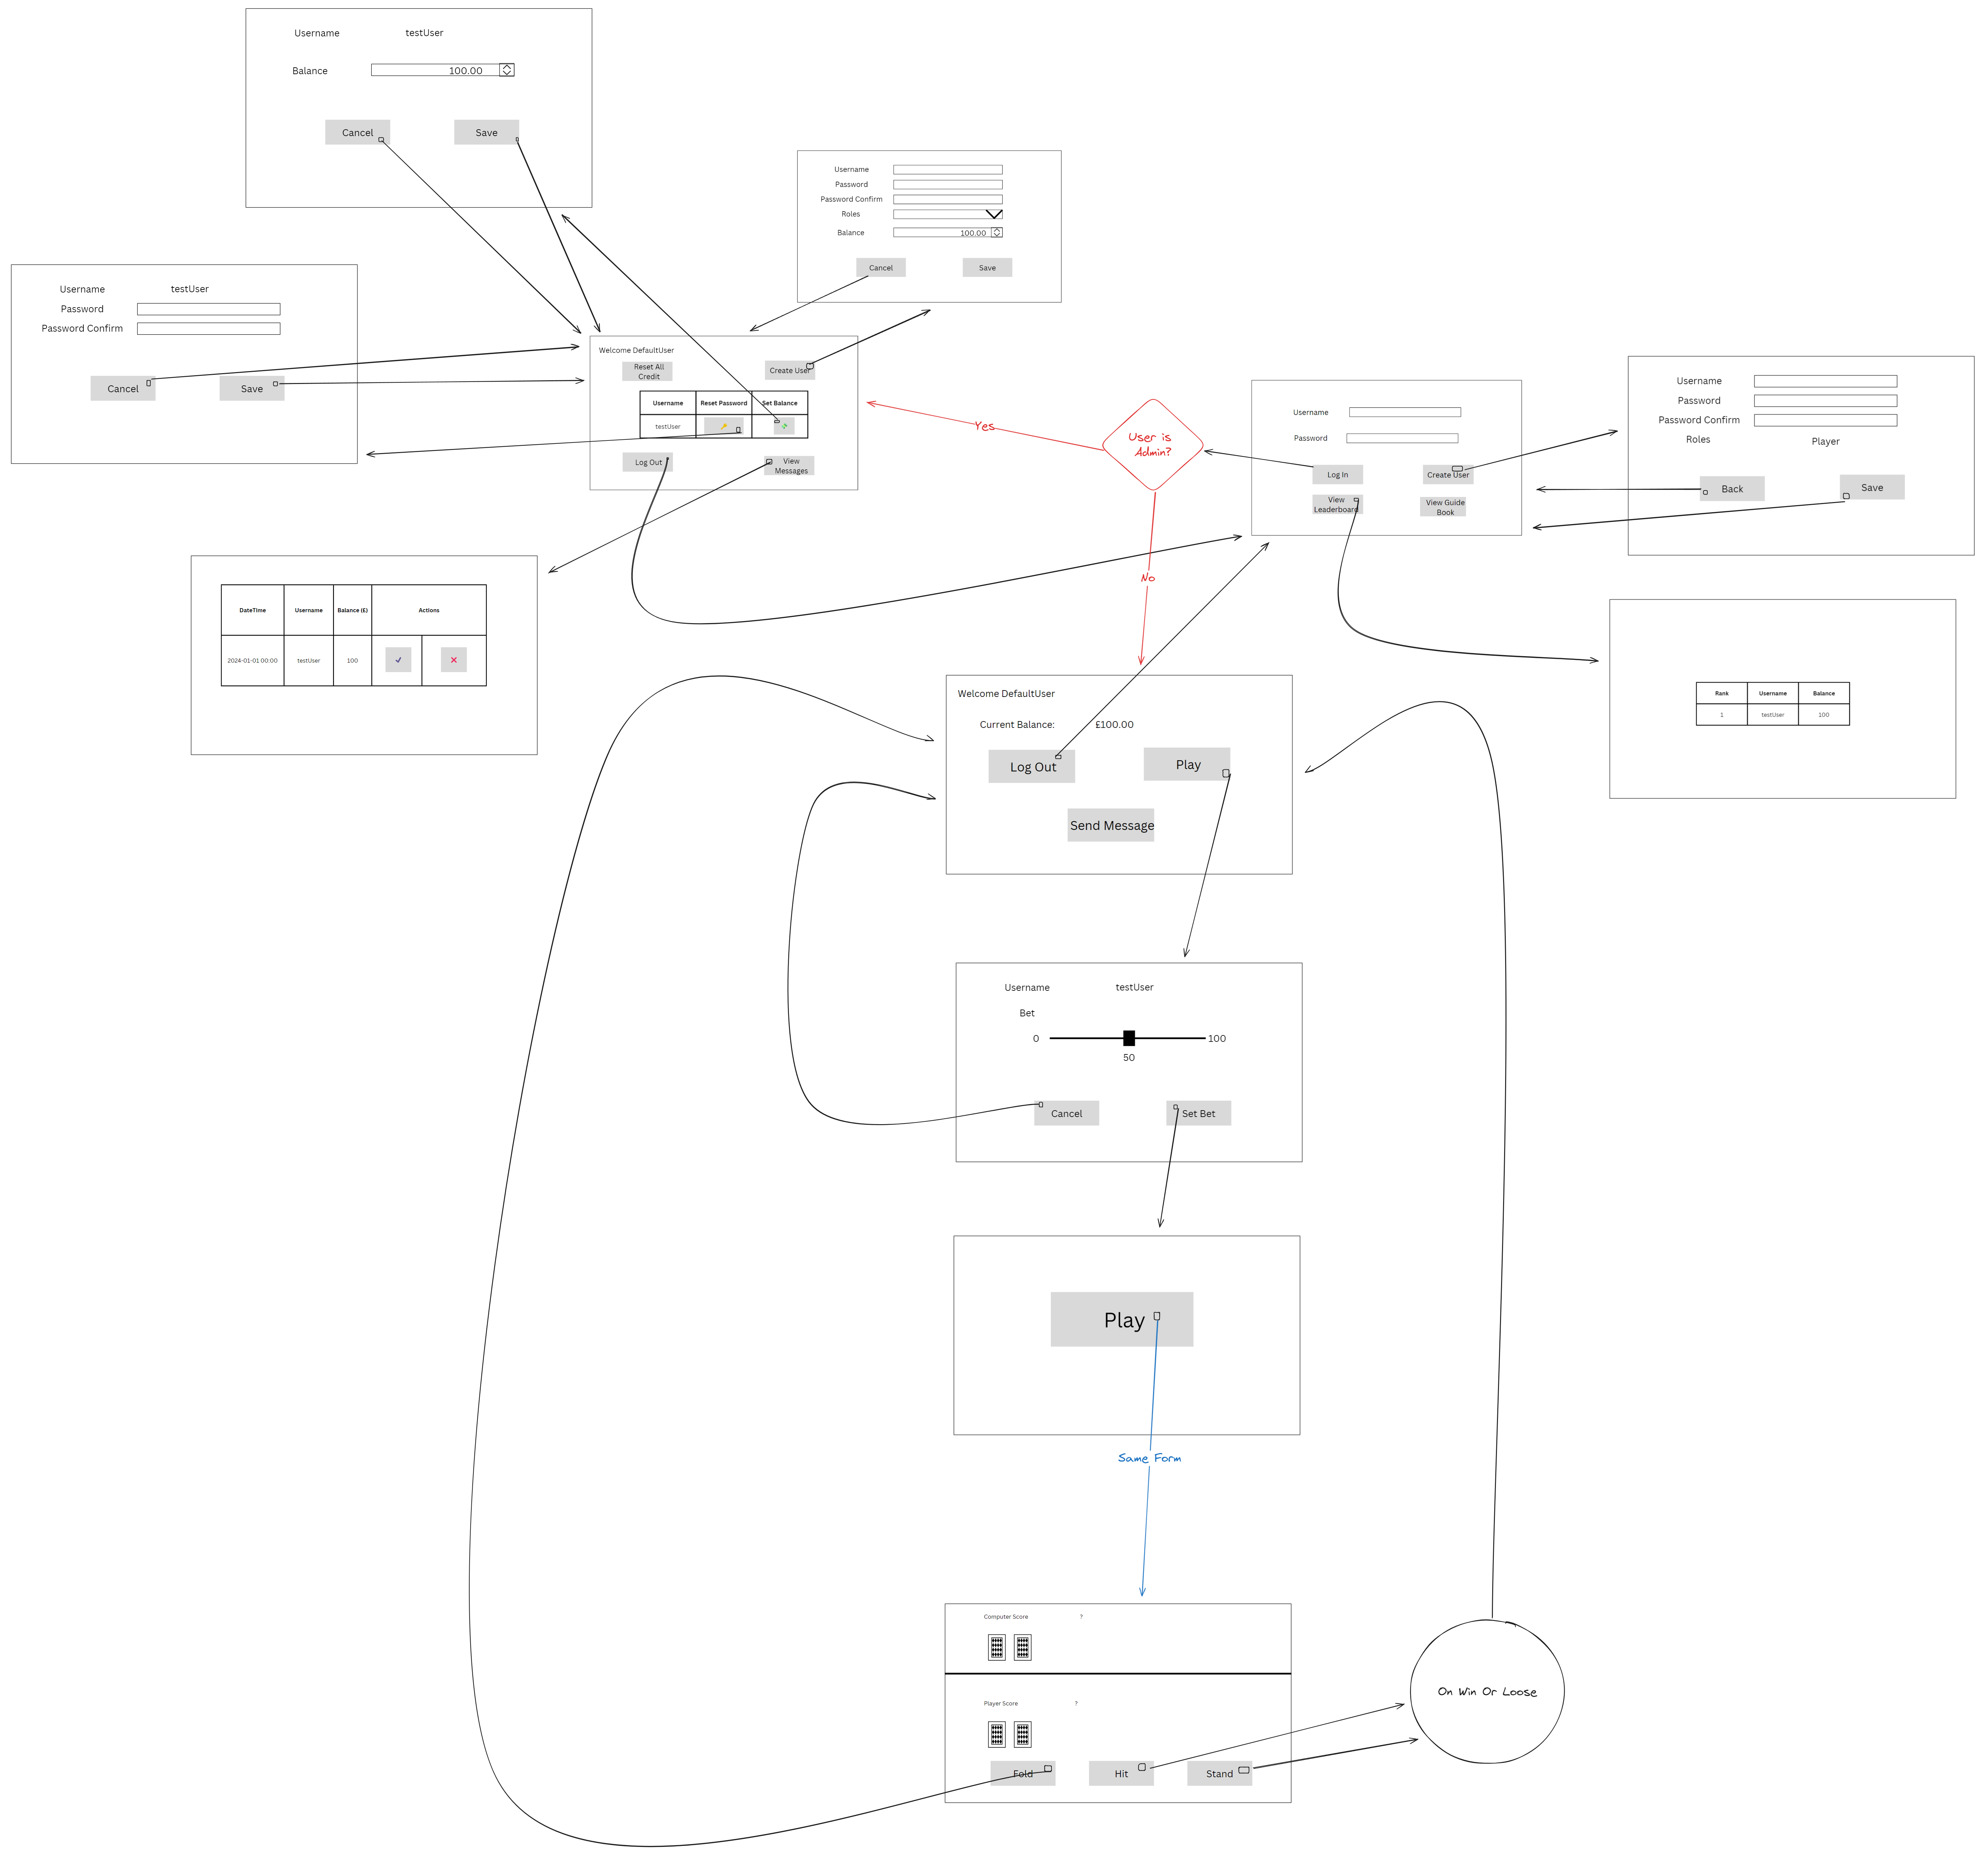 Username testUser
Balance 100.00
Cancel Save
Username
Password
Password Confirm
Roles
Balance 100.00
Cancel Save
Username testUser
Password
Password Confirm
Cancel Save
Welcome DefaultUser
Reset All
Credit
Create User
Username Reset Password Set Balance
testUser
Log Out
View
Messages
Yes
User is
Admin?
No
Username
Password
Log In Create User
View
Leaderboard
View Guide
Book
Username
Password
Password Confirm
Roles Player
Back Save
DateTime Username Balance (£) Actions
2024-01-01 00:00 testUser 100
Rank Username Balance
1 testUser 100
Welcome DefaultUser
Current Balance: £100.00
Log Out Play
Send Message
Username testUser
Bet
0 100
50
Cancel Set Bet
Play
Same Form
Computer Score ?
Player Score ?
Fold Hit Stand
On Win Or Loose